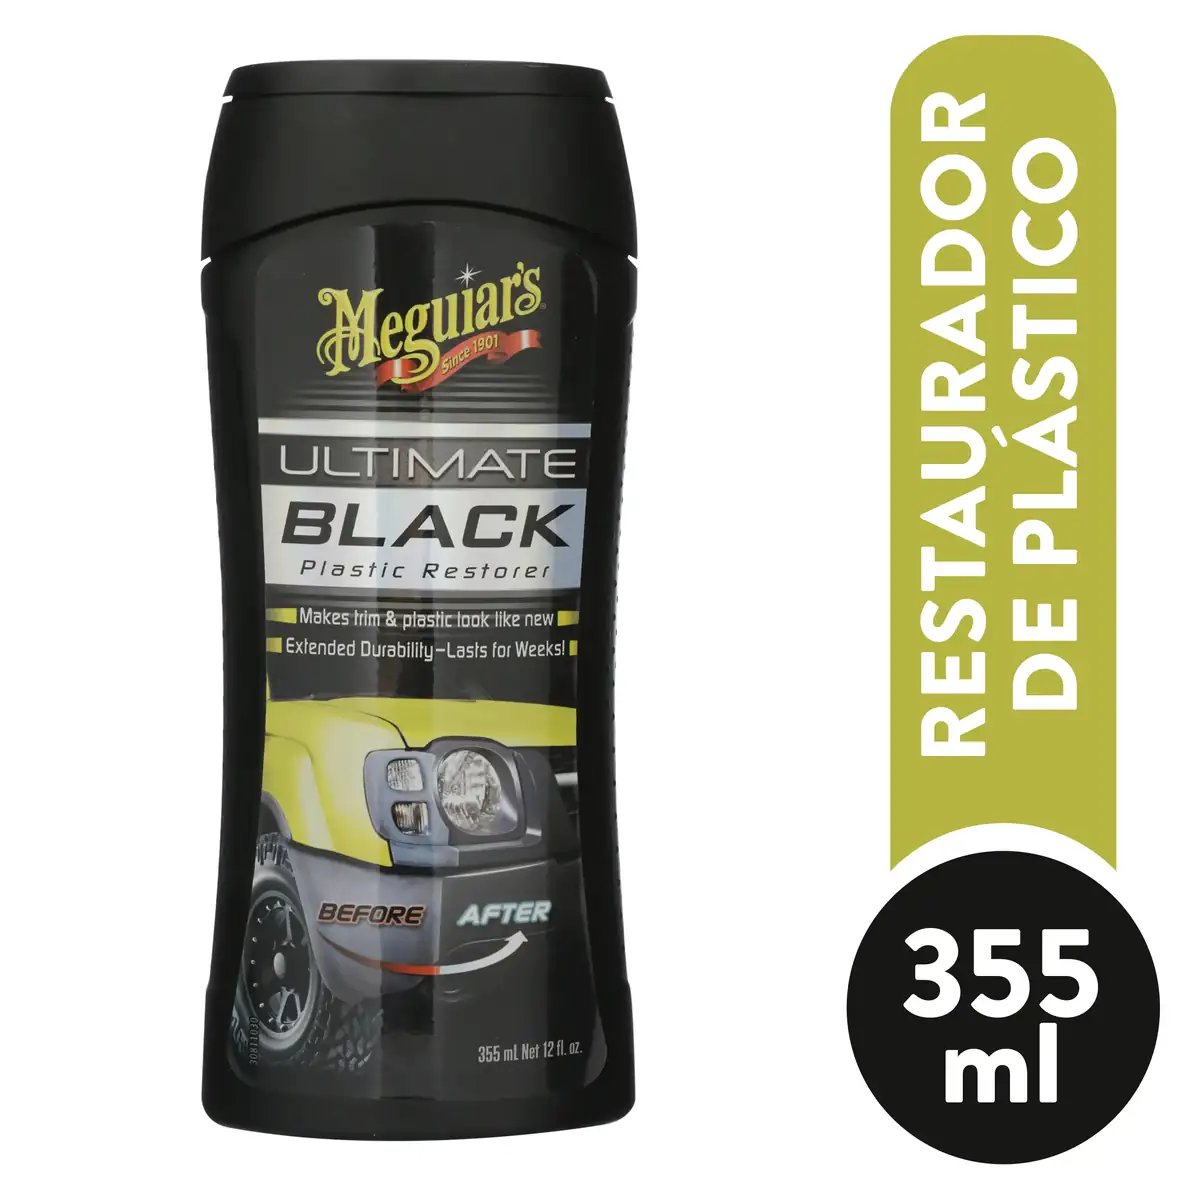 Meguiar's
Since 1901
ULTIMATE
BLACK
Plastic Restorer
Makes trim & plastic look like new
Extended Durability–Lasts for Weeks!
BEFORE
AFTER
30811030
355 mL Net 12 fl. oz.
RESTAURADOR
DE PLÁSTICO
355
ml